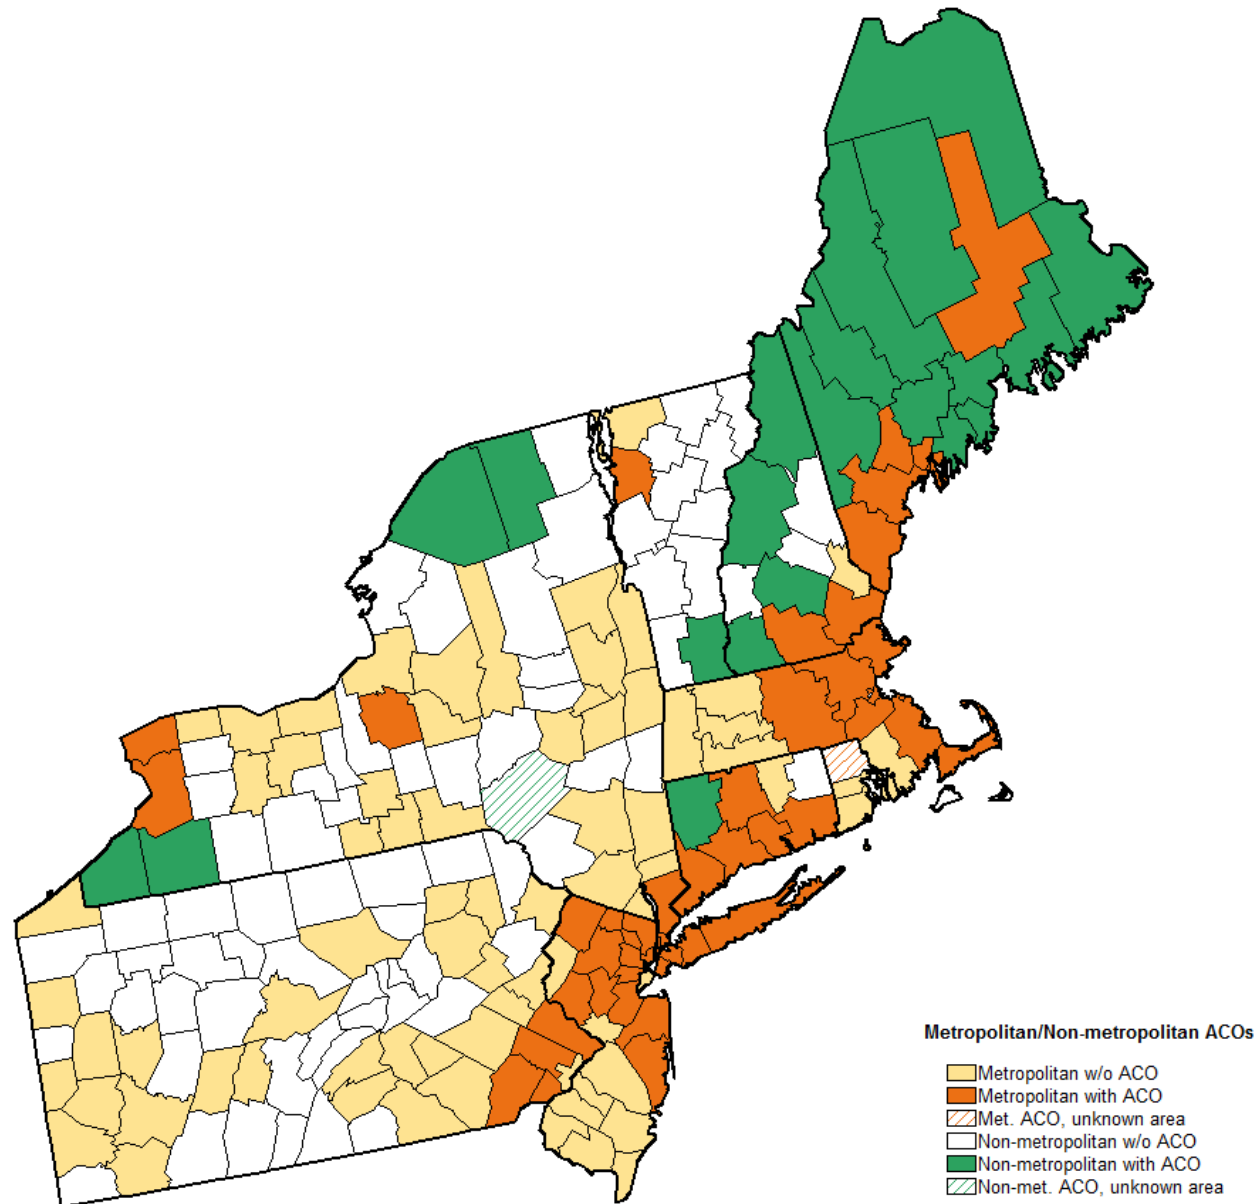 Metropolitan/Non-metropolitan ACOs
Metropolitan w/o ACO
Metropolitan with ACO
Met. ACO, unknown area
Non-metropolitan w/o ACO
Non-metropolitan with ACO
Non-met. ACO, unknown area